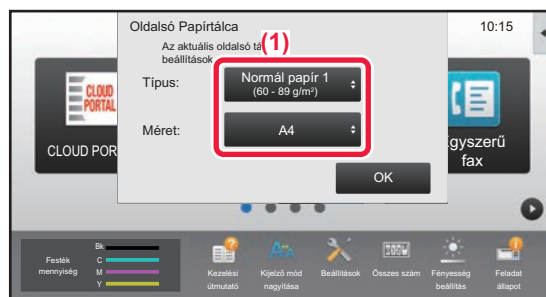 Oldalsó Papírtálca
10:15
Az aktuális oldalsó tá
(1)
beállítások
Típus:
Normál papír 1
(60 - 89 g/m²)
Méret:
A4
OK
CLOUD
PORTAL
CLOUD POR
gyszerű
fax
Festék
mennyiség
Bk
C
M
Y
Kezelési
útmutató
Kijelző mód
nagyítása
Beállítások
Összes szám
Fényesség
beállítás
Feladat
állapot